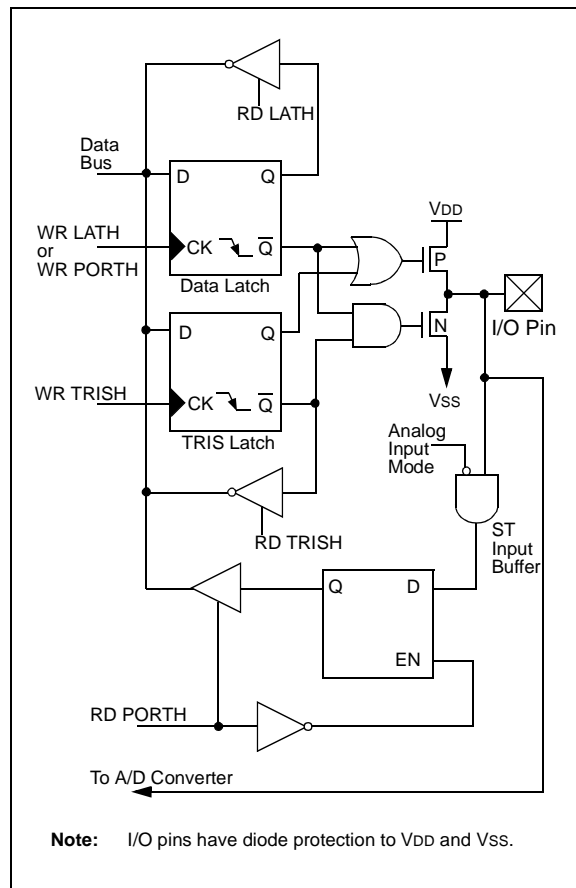 RD LATH
Data
Bus
D
Q
WR LATH
or
WR PORTH
CK
Q
Data Latch
VDD
P
I/O Pin
N
VSS
D
Q
WR TRISH
CK
Q
TRIS Latch
Analog
Input
Mode
ST
Input
Buffer
RD TRISH
Q
D
EN
RD PORTH
To A/D Converter
Note: I/O pins have diode protection to VDD and VSS.